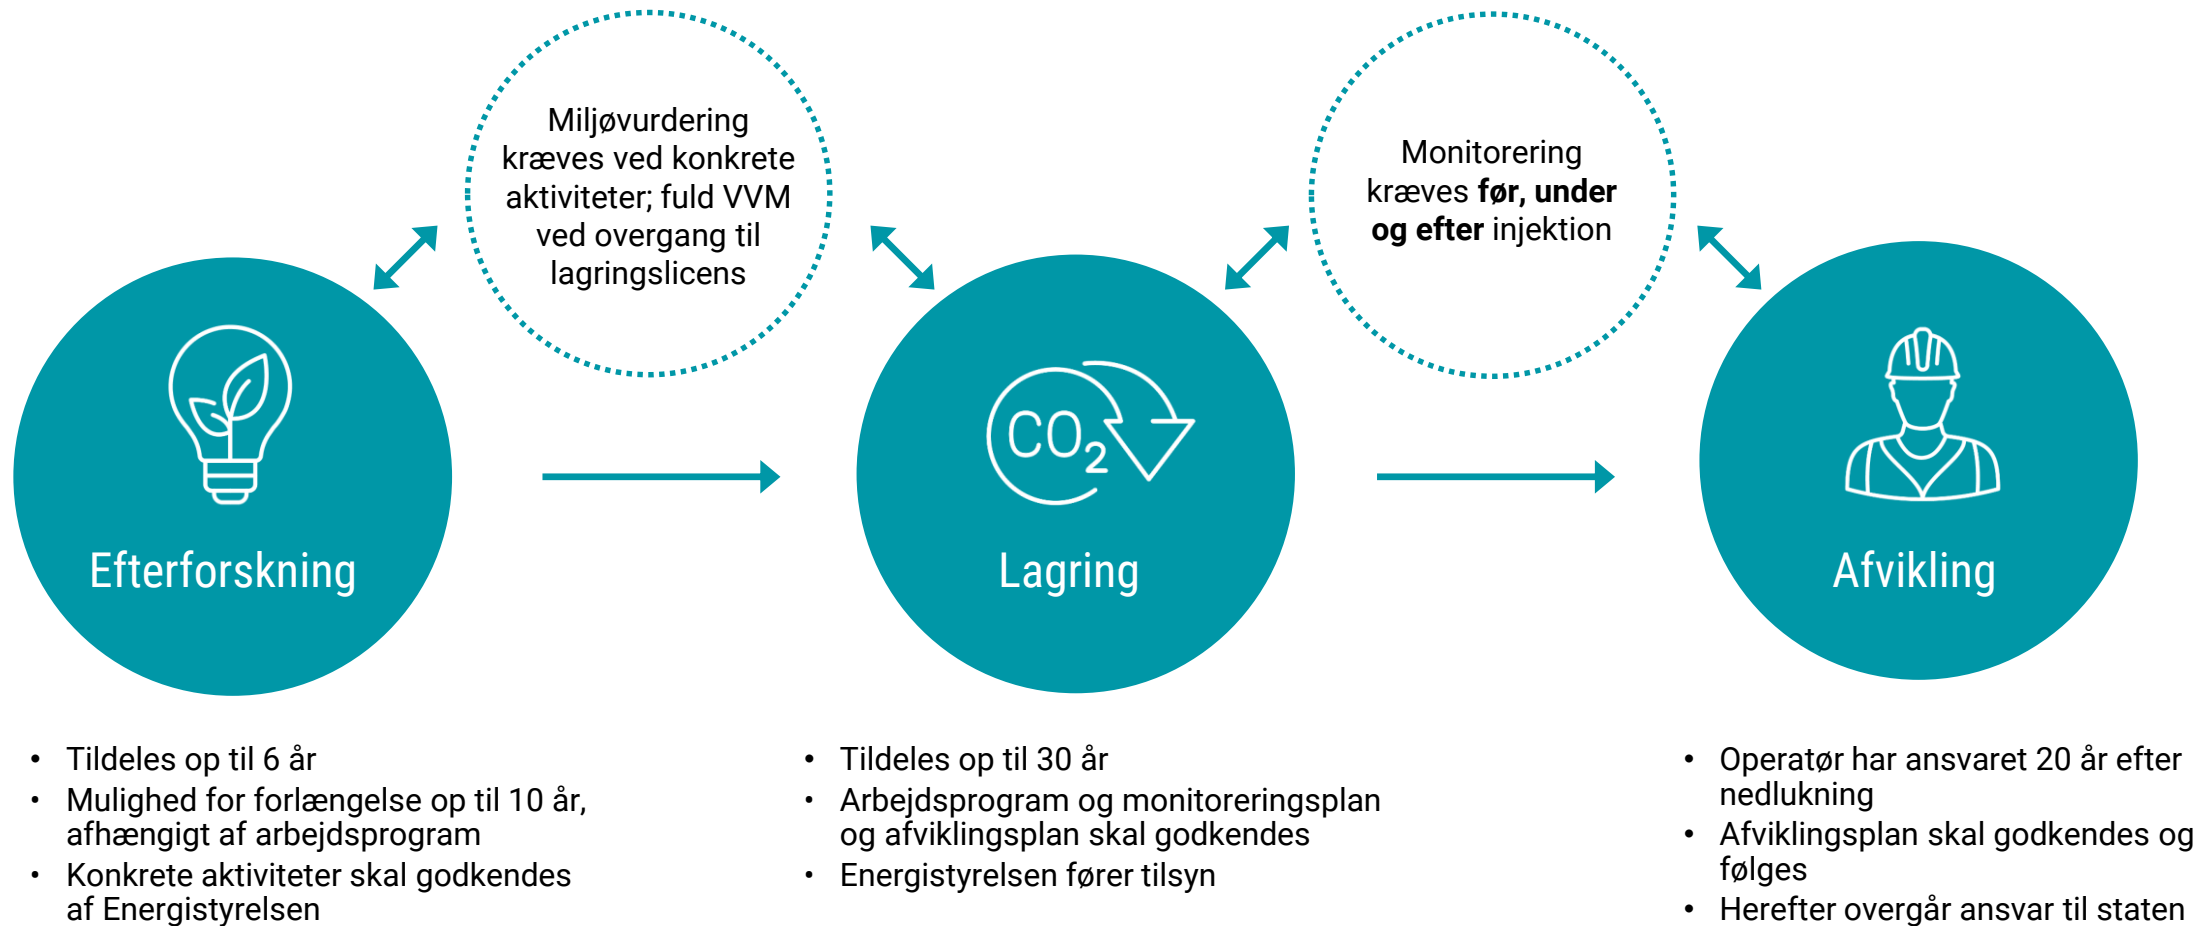 Miljøvurdering
kræves ved konkrete
aktiviteter; fuld VVM
ved overgang til
lagringslicens
Monitorering
kræves før, under
og efter injektion
CO₂
Efterforskning
Lagring
Afvikling
• Tildeles op til 6 år
• Mulighed for forlængelse op til 10 år,
afhængigt af arbejdsprogram
• Konkrete aktiviteter skal godkendes
af Energistyrelsen
• Tildeles op til 30 år
• Arbejdsprogram og monitoreringsplan
og afviklingsplan skal godkendes
• Energistyrelsen fører tilsyn
• Operatør har ansvaret 20 år efter
nedlukning
• Afviklingsplan skal godkendes og
følges
• Herefter overgår ansvar til staten